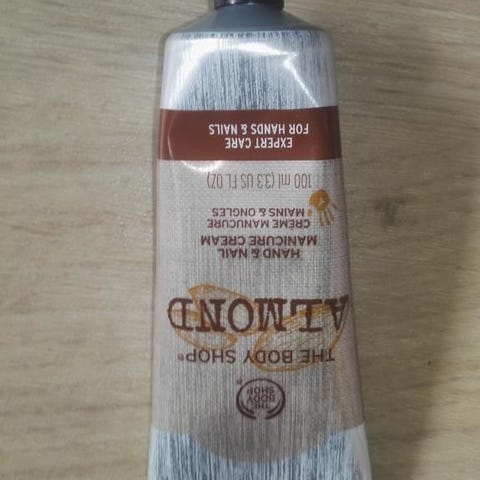 THE
BODY
SHOP
®
THE BODY SHOP®
ALMOND
HAND & NAIL
MANICURE CREAM
CRÈME MANUCURE
MAINS & ONGLES
100 ml (3.3 US FL OZ)
EXPERT CARE
FOR HANDS & NAILS